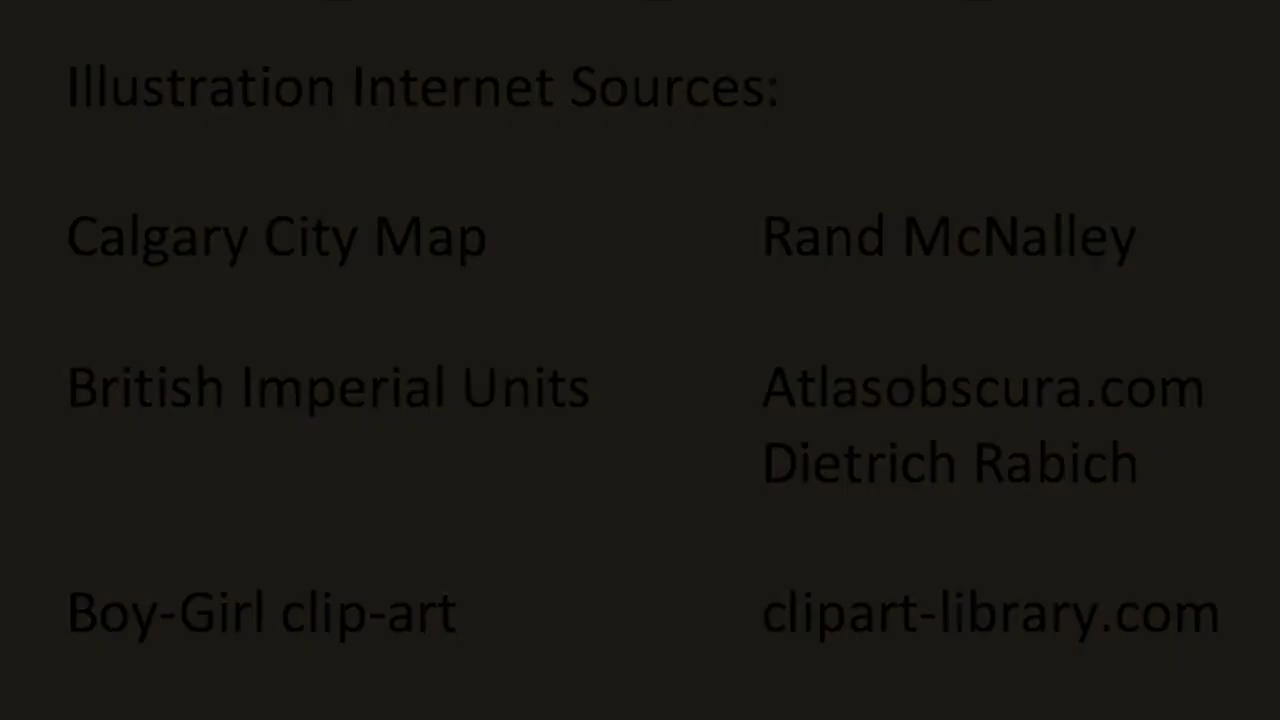 Illustration Internet Sources:
Calgary City Map Rand McNalley
British Imperial Units Atlasobscura.com
Dietrich Rabich
Boy-Girl clip-art clipart-library.com